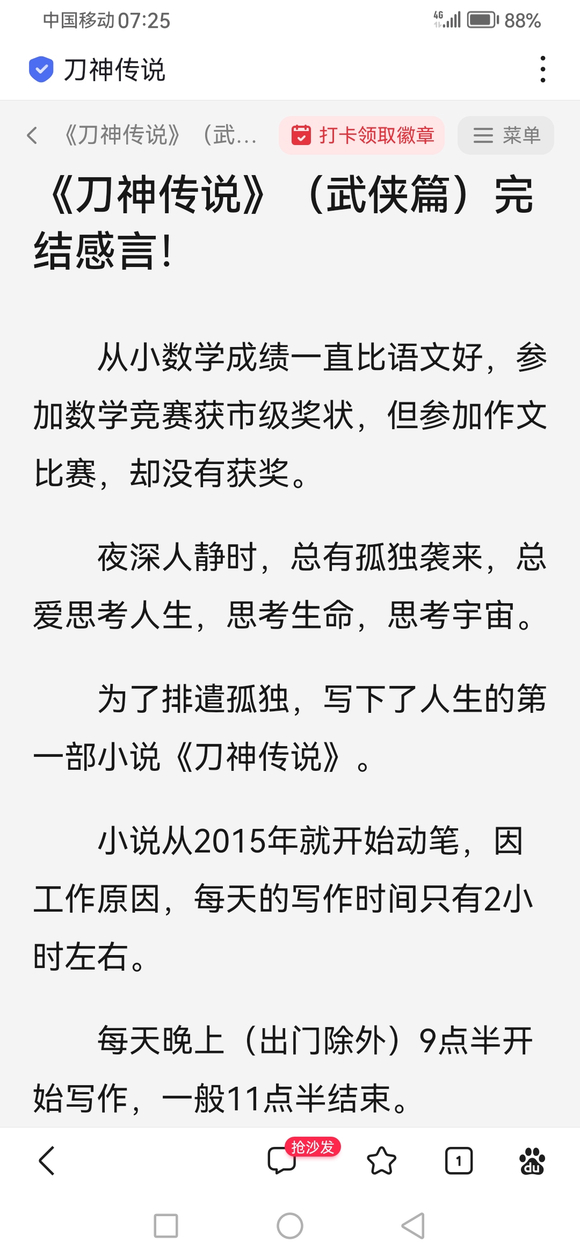 中国移动07:25
4G
88%
刀神传说
《刀神传说》（武...
打卡领取徽章
菜单
《刀神传说》（武侠篇）完
结感言！
从小数学成绩一直比语文好，参
加数学竞赛获市级奖状，但参加作文
比赛，却没有获奖。
夜深人静时，总有孤独袭来，总
爱思考人生，思考生命，思考宇宙。
为了排遣孤独，写下了人生的第
一部小说《刀神传说》。
小说从2015年就开始动笔，因
工作原因，每天的写作时间只有2小
时左右。
每天晚上（出门除外）9点半开
始写作，一般11点半结束。
抢沙发
1
du